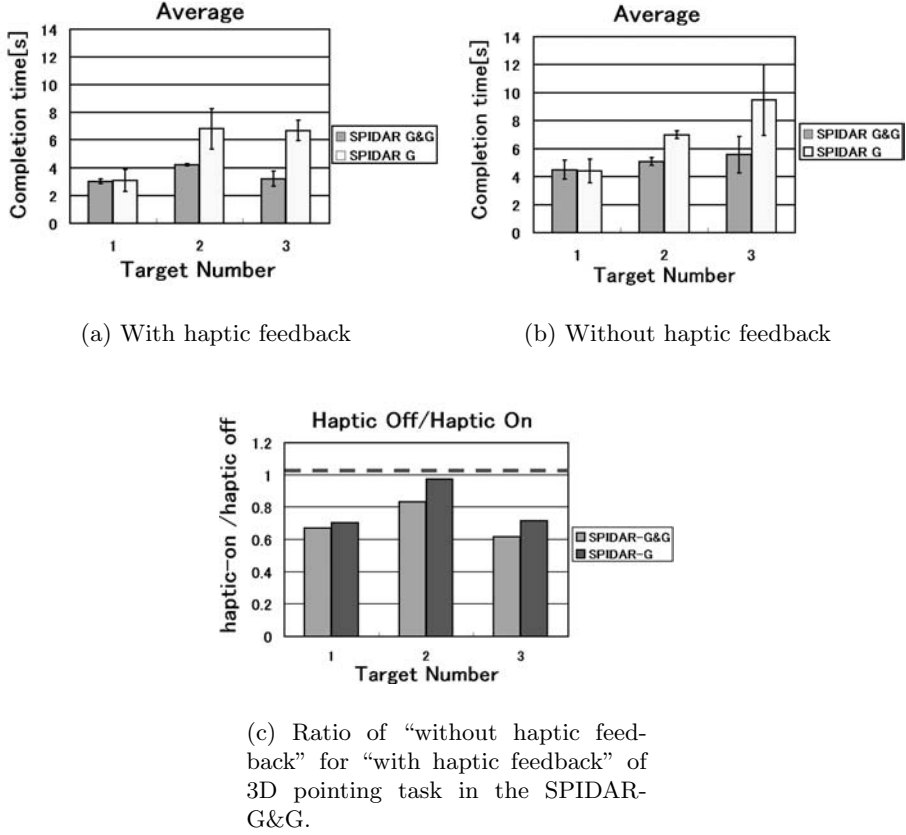 Average
Completion time[s]
14
12
10
8
6
4
2
0
1 2 3
Target Number
SPIDAR G&G
SPIDAR G
(a) With haptic feedback
Average
Completion time[s]
14
12
10
8
6
4
2
0
1 2 3
Target Number
SPIDAR G&G
SPIDAR G
(b) Without haptic feedback
Haptic Off/Haptic On
haptic-on /haptic off
1.2
1
0.8
0.6
0.4
0.2
0
1 2 3
Target Number
SPIDAR-G&G
SPIDAR-G
(c) Ratio of “without haptic feed-
back” for “with haptic feedback” of
3D pointing task in the SPIDAR-
G&G.